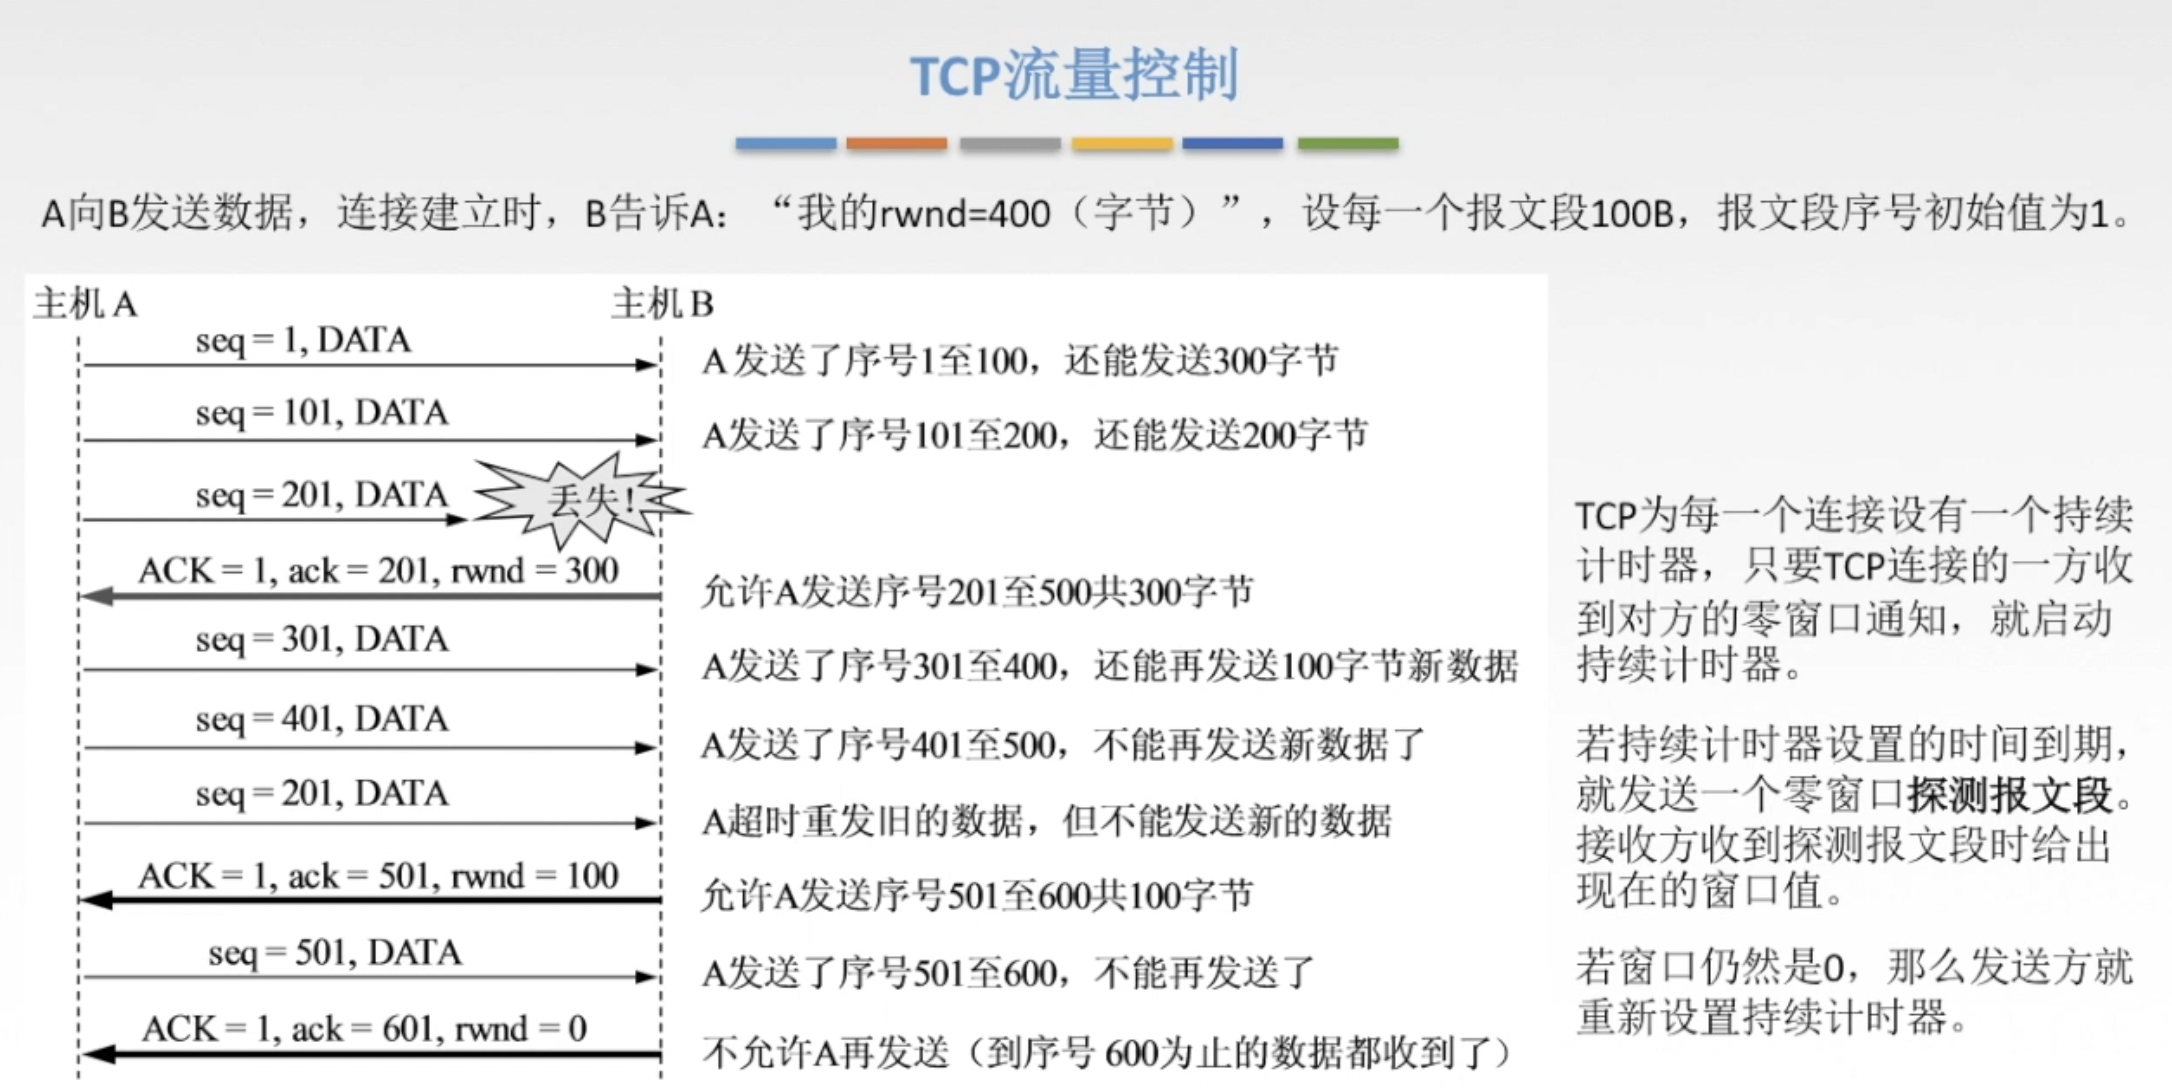 TCP流量控制
A向B发送数据，连接建立时，B告诉A：“我的rwnd=400（字节）”，设每一个报文段100B，报文段序号初始值为1。
主机A 主机B
seq = 1, DATA
A发送了序号1至100，还能发送300字节
seq = 101, DATA
A发送了序号101至200，还能发送200字节
seq = 201, DATA
丢失!
ACK = 1, ack = 201, rwnd = 300
允许A发送序号201至500共300字节
seq = 301, DATA
A发送了序号301至400，还能再发送100字节新数据
seq = 401, DATA
A发送了序号401至500，不能再发送新数据了
seq = 201, DATA
A超时重发旧的数据，但不能发送新的数据
ACK = 1, ack = 501, rwnd = 100
允许A发送序号501至600共100字节
seq = 501, DATA
A发送了序号501至600，不能再发送了
ACK = 1, ack = 601, rwnd = 0
不允许A再发送（到序号 600为止的数据都收到了）
TCP为每一个连接设有一个持续
计时器，只要TCP连接的一方收
到对方的零窗口通知，就启动
持续计时器。
若持续计时器设置的时间到期，
就发送一个零窗口探测报文段。
接收方收到探测报文段时给出
现在的窗口值。
若窗口仍然是0，那么发送方就
重新设置持续计时器。